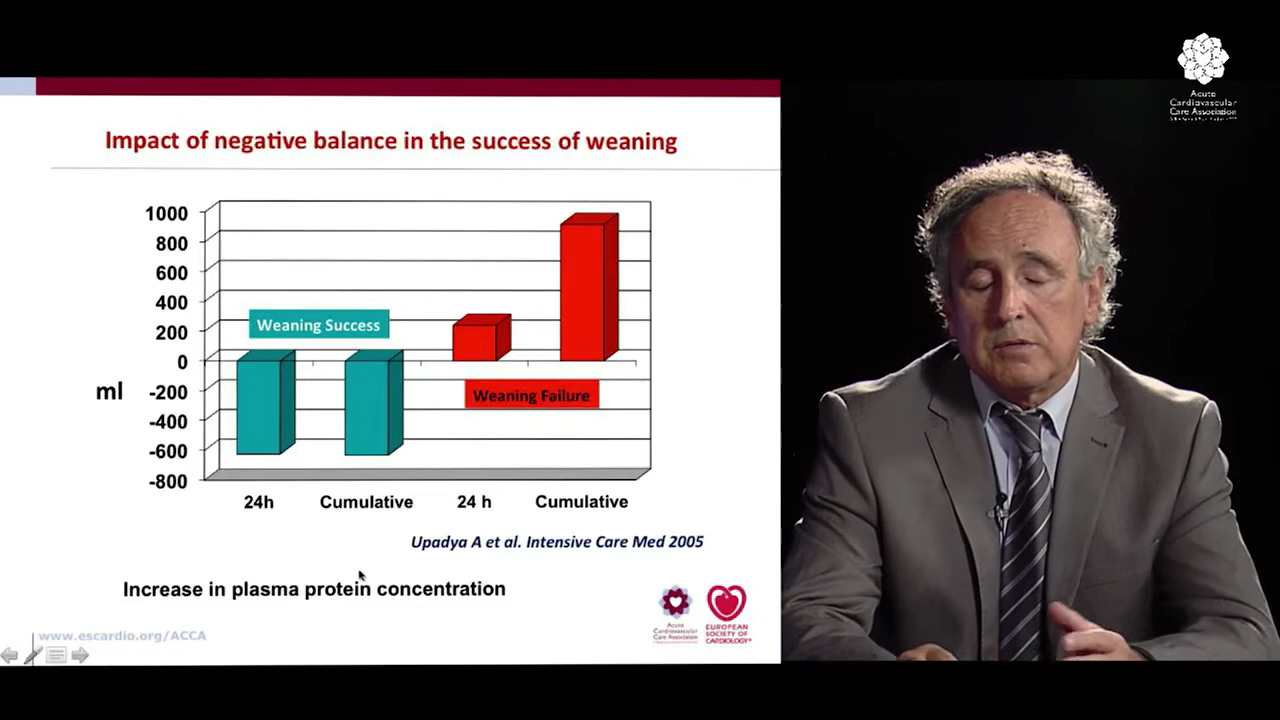 Acute
Cardiovascular
Care Association
Impact of negative balance in the success of weaning
1000
800
600
400
200
0
-200
-400
-600
-800
ml
Weaning Success
Weaning Failure
24h
Cumulative
24 h
Cumulative
Upadya A et al. Intensive Care Med 2005
Increase in plasma protein concentration
www.escardio.org/ACCA
Acute
Cardiovascular
Care Association
EUROPEAN
SOCIETY OF
CARDIOLOGY®